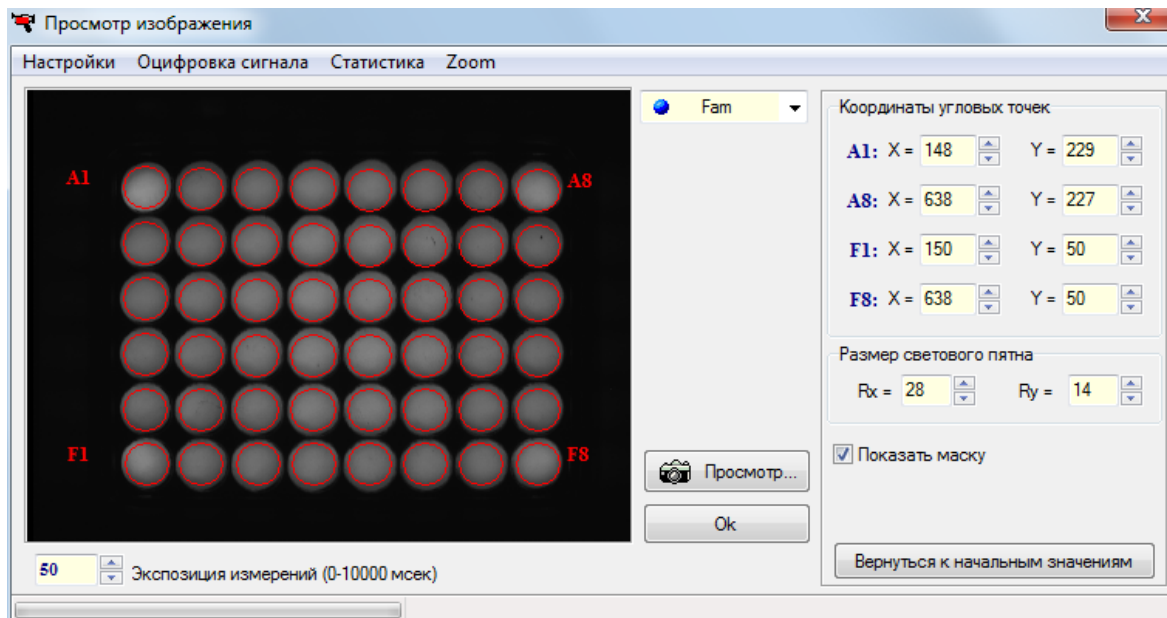 Просмотр изображения
Настройки Оцифровка сигнала Статистика Zoom
A1
A8
F1
F8
Fam
Просмотр...
Ok
50 Экспозиция измерений (0-10000 мсек)
Координаты угловых точек
A1: X = 148 Y = 229
A8: X = 638 Y = 227
F1: X = 150 Y = 50
F8: X = 638 Y = 50
Размер светового пятна
Rx = 28 Ry = 14
Показать маску
Вернуться к начальным значениям